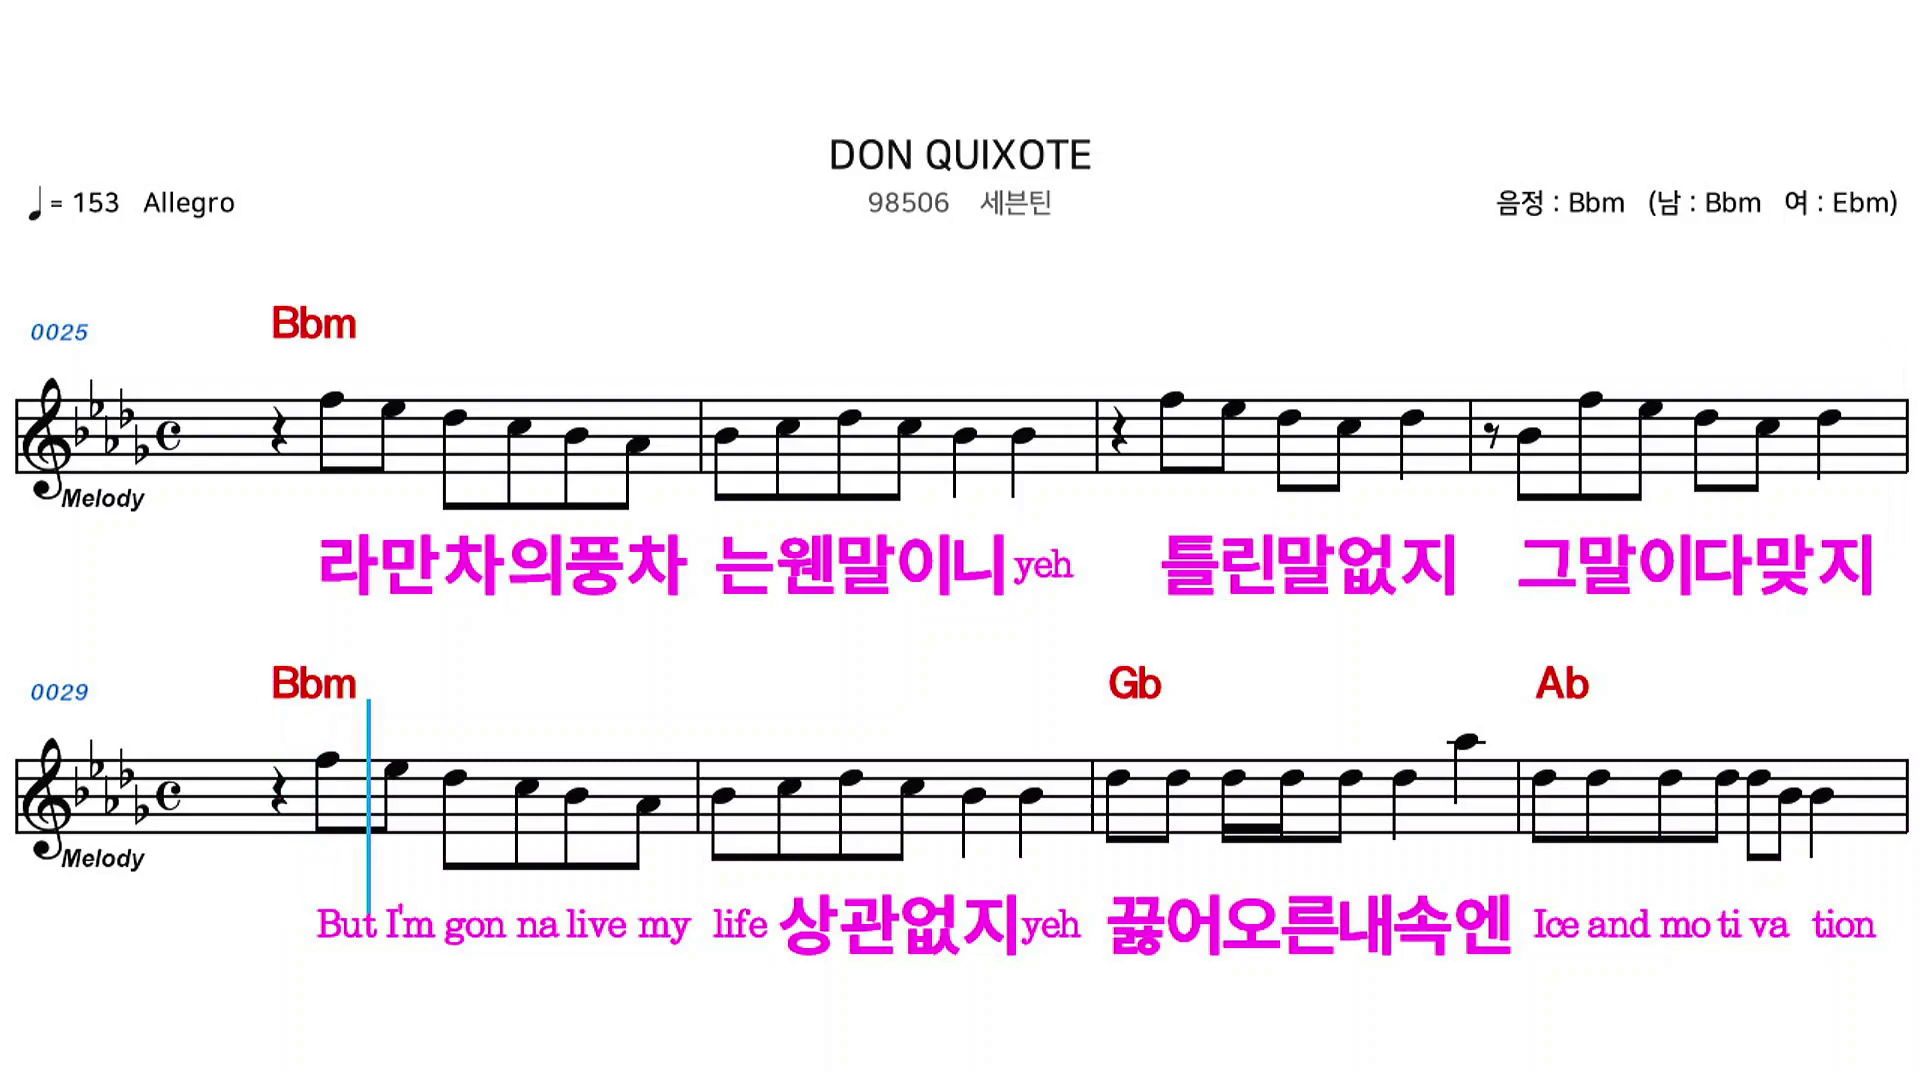 DON QUIXOTE
= 153 Allegro
98506 세븐틴
음정 : Bbm (남 : Bbm 여 : Ebm)
0025 Bbm
Melody
라만차의풍차 는웬말이니yeh 틀린말없지 그말이다맞지
0029 Bbm Gb Ab
Melody
But I'm gon na live my life 상관없지yeh 끓어오른내속엔 Ice and mo ti va tion